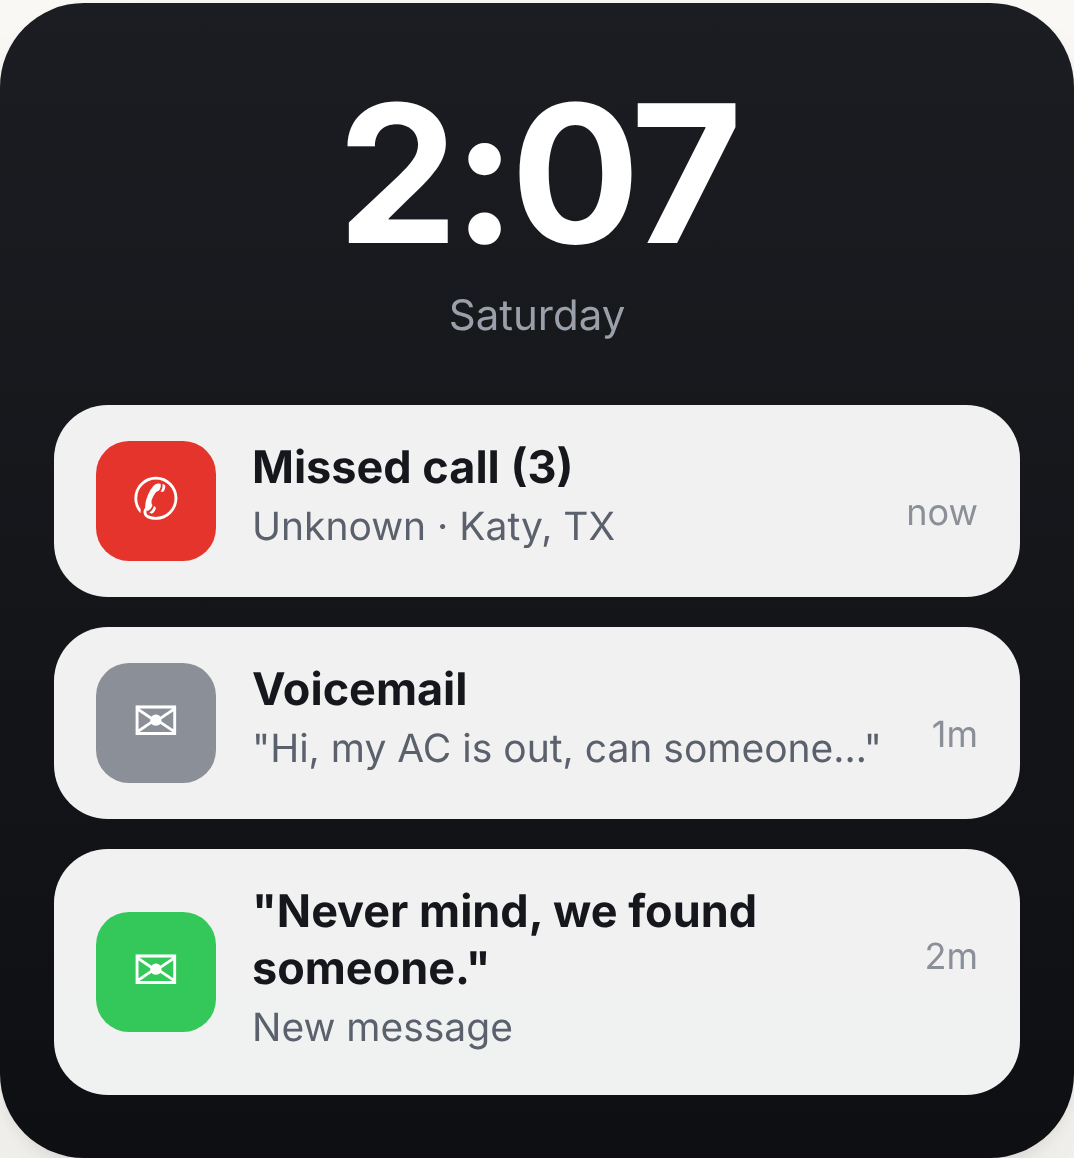 2:07
Saturday
Missed call (3)
Unknown · Katy, TX
now
Voicemail
"Hi, my AC is out, can someone..."
1m
"Never mind, we found
someone."
New message
2m